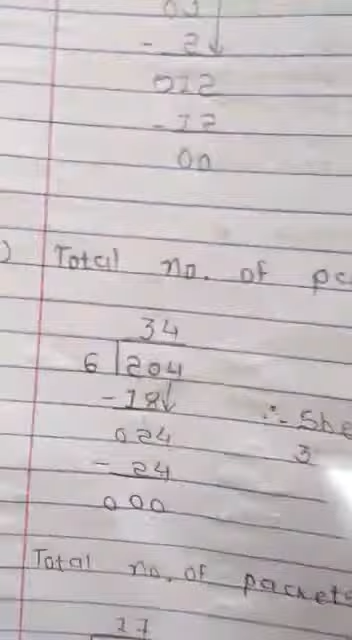 - 2↓
012
- 12
00
) Total no. of pa
34
6 204
- 18↓
024 ∴ She
- 24 3
000
Total no. of packets
17